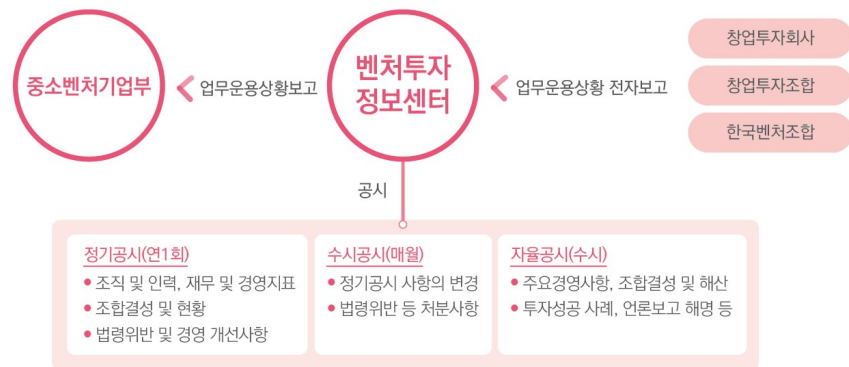 중소벤처기업부
업무운용상황보고
벤처투자
정보센터
업무운용상황 전자보고
창업투자회사
창업투자조합
한국벤처조합
공시
정기공시(연1회)
• 조직 및 인력, 재무 및 경영지표
• 조합결성 및 현황
• 법령위반 및 경영 개선사항
수시공시(매월)
• 정기공시 사항의 변경
• 법령위반 등 처분사항
자율공시(수시)
• 주요경영사항, 조합결성 및 해산
• 투자성공 사례, 언론보고 해명 등